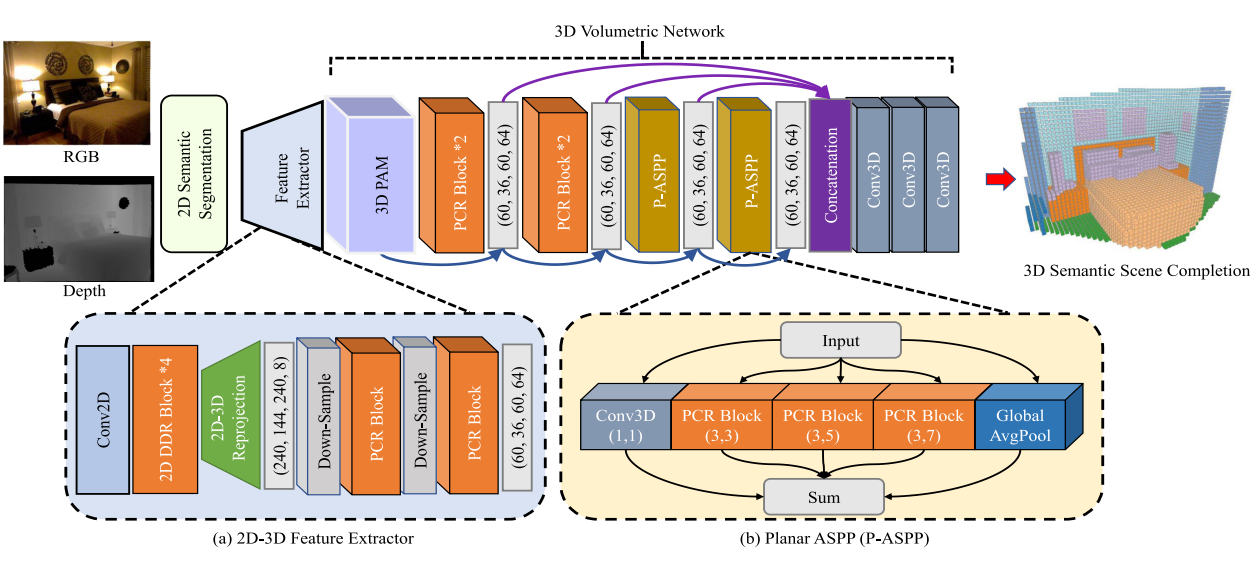 3D Volumetric Network
RGB
Depth
2D Semantic
Segmentation
Feature
Extractor
3D PAM
PCR Block *2
(60, 36, 60, 64)
PCR Block *2
(60, 36, 60, 64)
P-ASPP
(60, 36, 60, 64)
P-ASPP
(60, 36, 60, 64)
Concatenation
Conv3D
Conv3D
Conv3D
3D Semantic Scene Completion
Conv2D
2D DDR Block *4
2D-3D
Reprojection
(240, 144, 240, 8)
Down-Sample
PCR Block
Down-Sample
PCR Block
(60, 36, 60, 64)
(a) 2D-3D Feature Extractor
Input
Conv3D
(1,1)
PCR Block
(3,3)
PCR Block
(3,5)
PCR Block
(3,7)
Global
AvgPool
Sum
(b) Planar ASPP (P-ASPP)